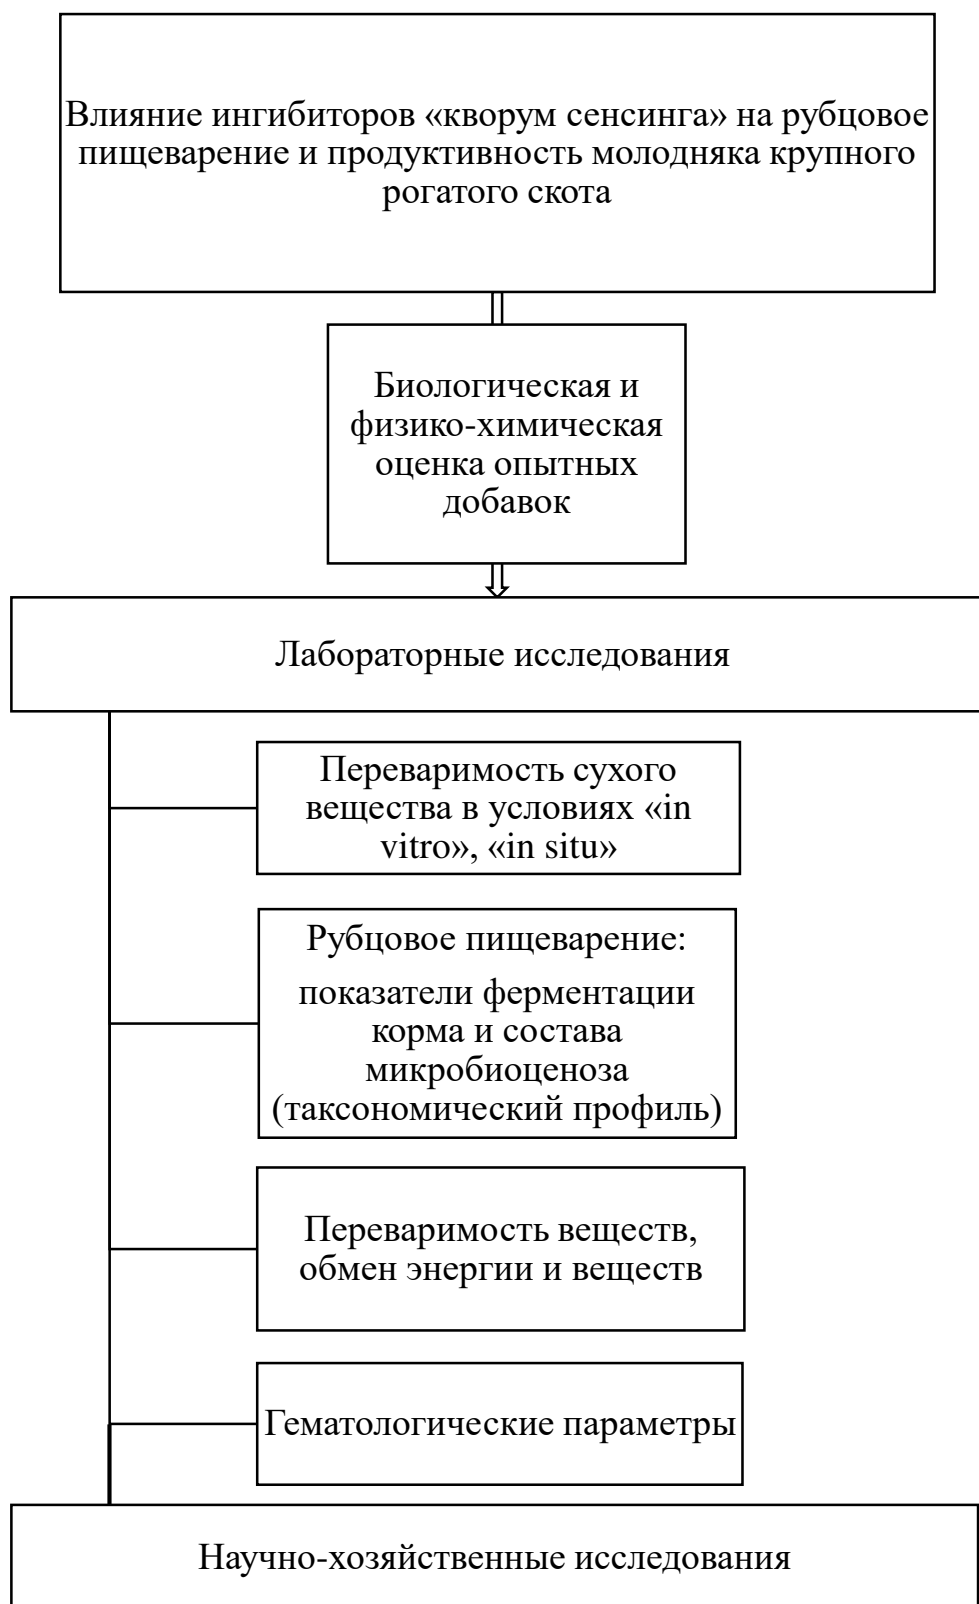 Влияние ингибиторов «кворум сенсинга» на рубцовое
пищеварение и продуктивность молодняка крупного
рогатого скота
Биологическая и
физико-химическая
оценка опытных
добавок
Лабораторные исследования
Переваримость сухого
вещества в условиях «in
vitro», «in situ»
Рубцовое пищеварение:
показатели ферментации
корма и состава
микробиоценоза
(таксономический профиль)
Переваримость веществ,
обмен энергии и веществ
Гематологические параметры
Научно-хозяйственные исследования